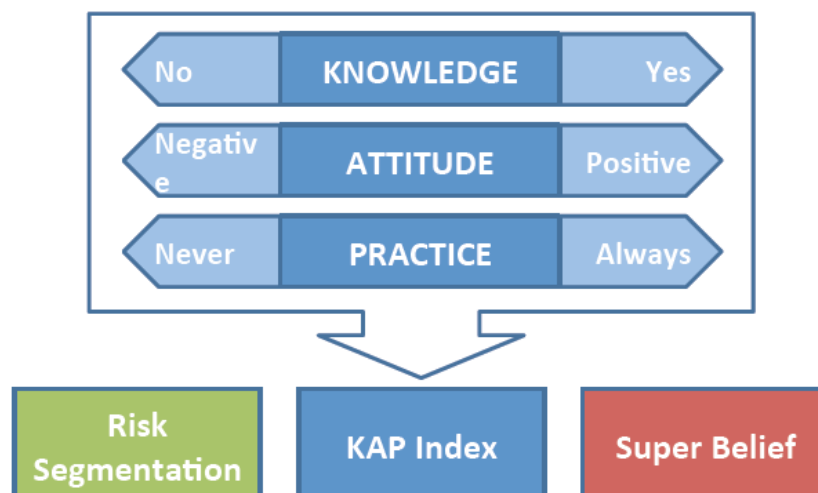 No KNOWLEDGE Yes
Negativ
e
ATTITUDE Positive
Never PRACTICE Always
Risk
Segmentation
KAP Index
Super Belief